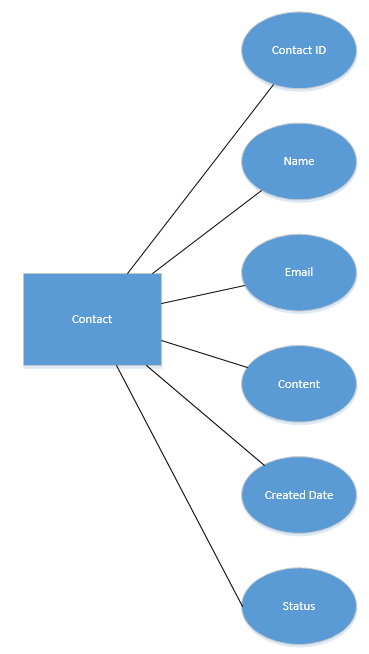 Contact ID
Name
Email
Contact
Content
Created Date
Status